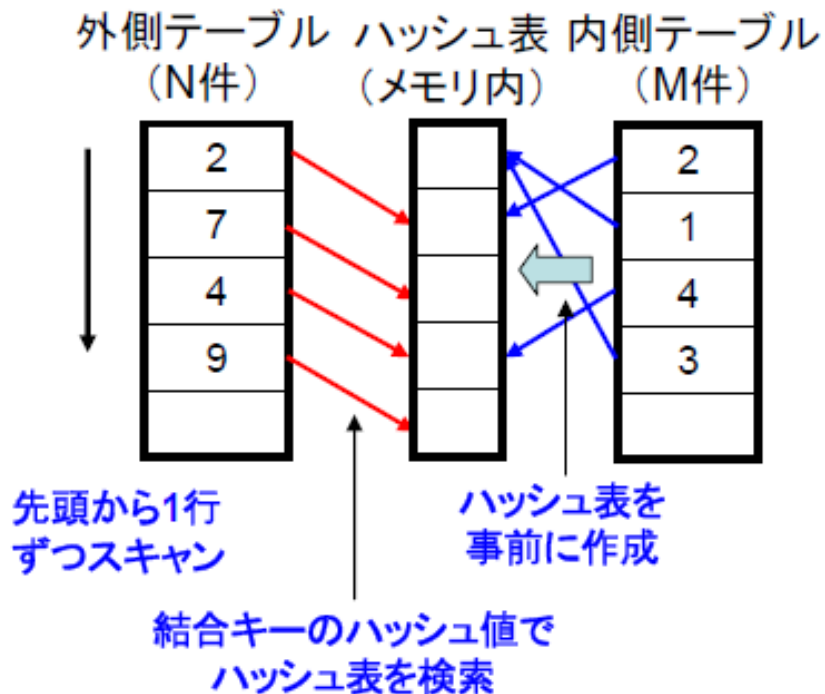 外側テーブル ハッシュ表 内側テーブル
（N件） （メモリ内） （M件）
2 2
7 1
4 4
9 3
先頭から1行
ずつスキャン
ハッシュ表を
事前に作成
結合キーのハッシュ値で
ハッシュ表を検索